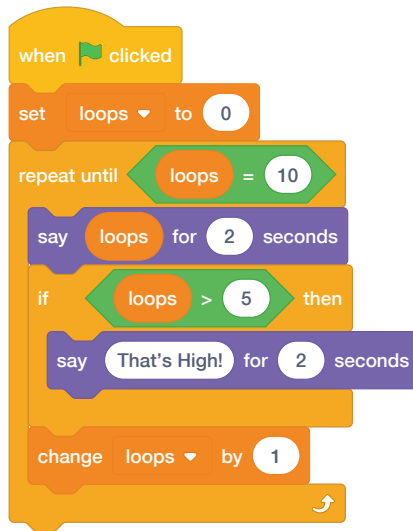 when clicked
set loops to 0
repeat until loops = 10
say loops for 2 seconds
if loops > 5 then
say That's High! for 2 seconds
change loops by 1